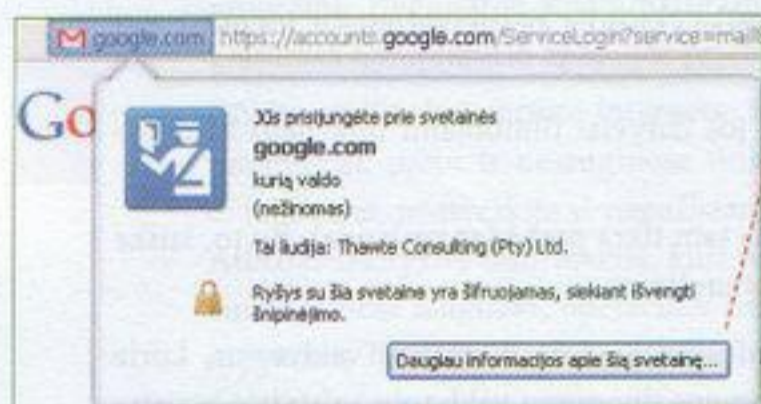 google.com https://accounts.google.com/ServiceLogin?service=mail
Go
Jūs prisijungėte prie svetainės
google.com
kurią valdo
(nežinomas)
Tai liudija: Thawte Consulting (Pty) Ltd.
Ryšys su šia svetaine yra šifruojamas, siekiant išvengti
šnipinėjimo.
Daugiau informacijos apie šią svetainę...